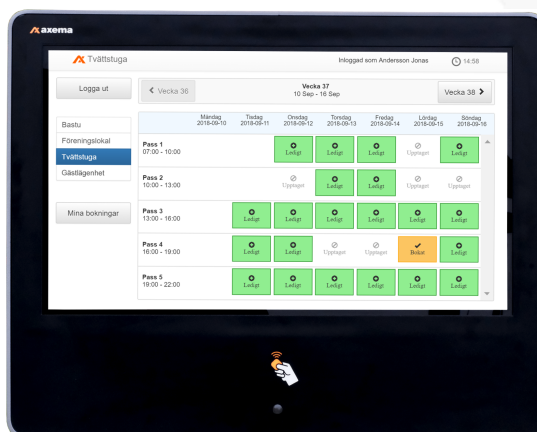 axema
Tvättstuga
Inloggad som Andersson Jonas
14:58
Logga ut
Vecka 36
Vecka 37
10 Sep - 16 Sep
Vecka 38
Bastu
Föreningslokal
Tvättstuga
Gästlägenhet
Mina bokningar
Måndag Tisdag Onsdag Torsdag Fredag Lördag Söndag
2018-09-10 2018-09-11 2018-09-12 2018-09-13 2018-09-14 2018-09-15 2018-09-16
Pass 1
07:00 - 10:00
Ledigt Ledigt Ledigt Upptaget Ledigt
Pass 2
10:00 - 13:00
Upptaget Ledigt Ledigt Upptaget Upptaget
Pass 3
13:00 - 16:00
Ledigt Ledigt Ledigt Ledigt Ledigt Ledigt
Pass 4
16:00 - 19:00
Ledigt Ledigt Upptaget Upptaget Bokat Ledigt
Pass 5
19:00 - 22:00
Ledigt Ledigt Ledigt Ledigt Ledigt Ledigt